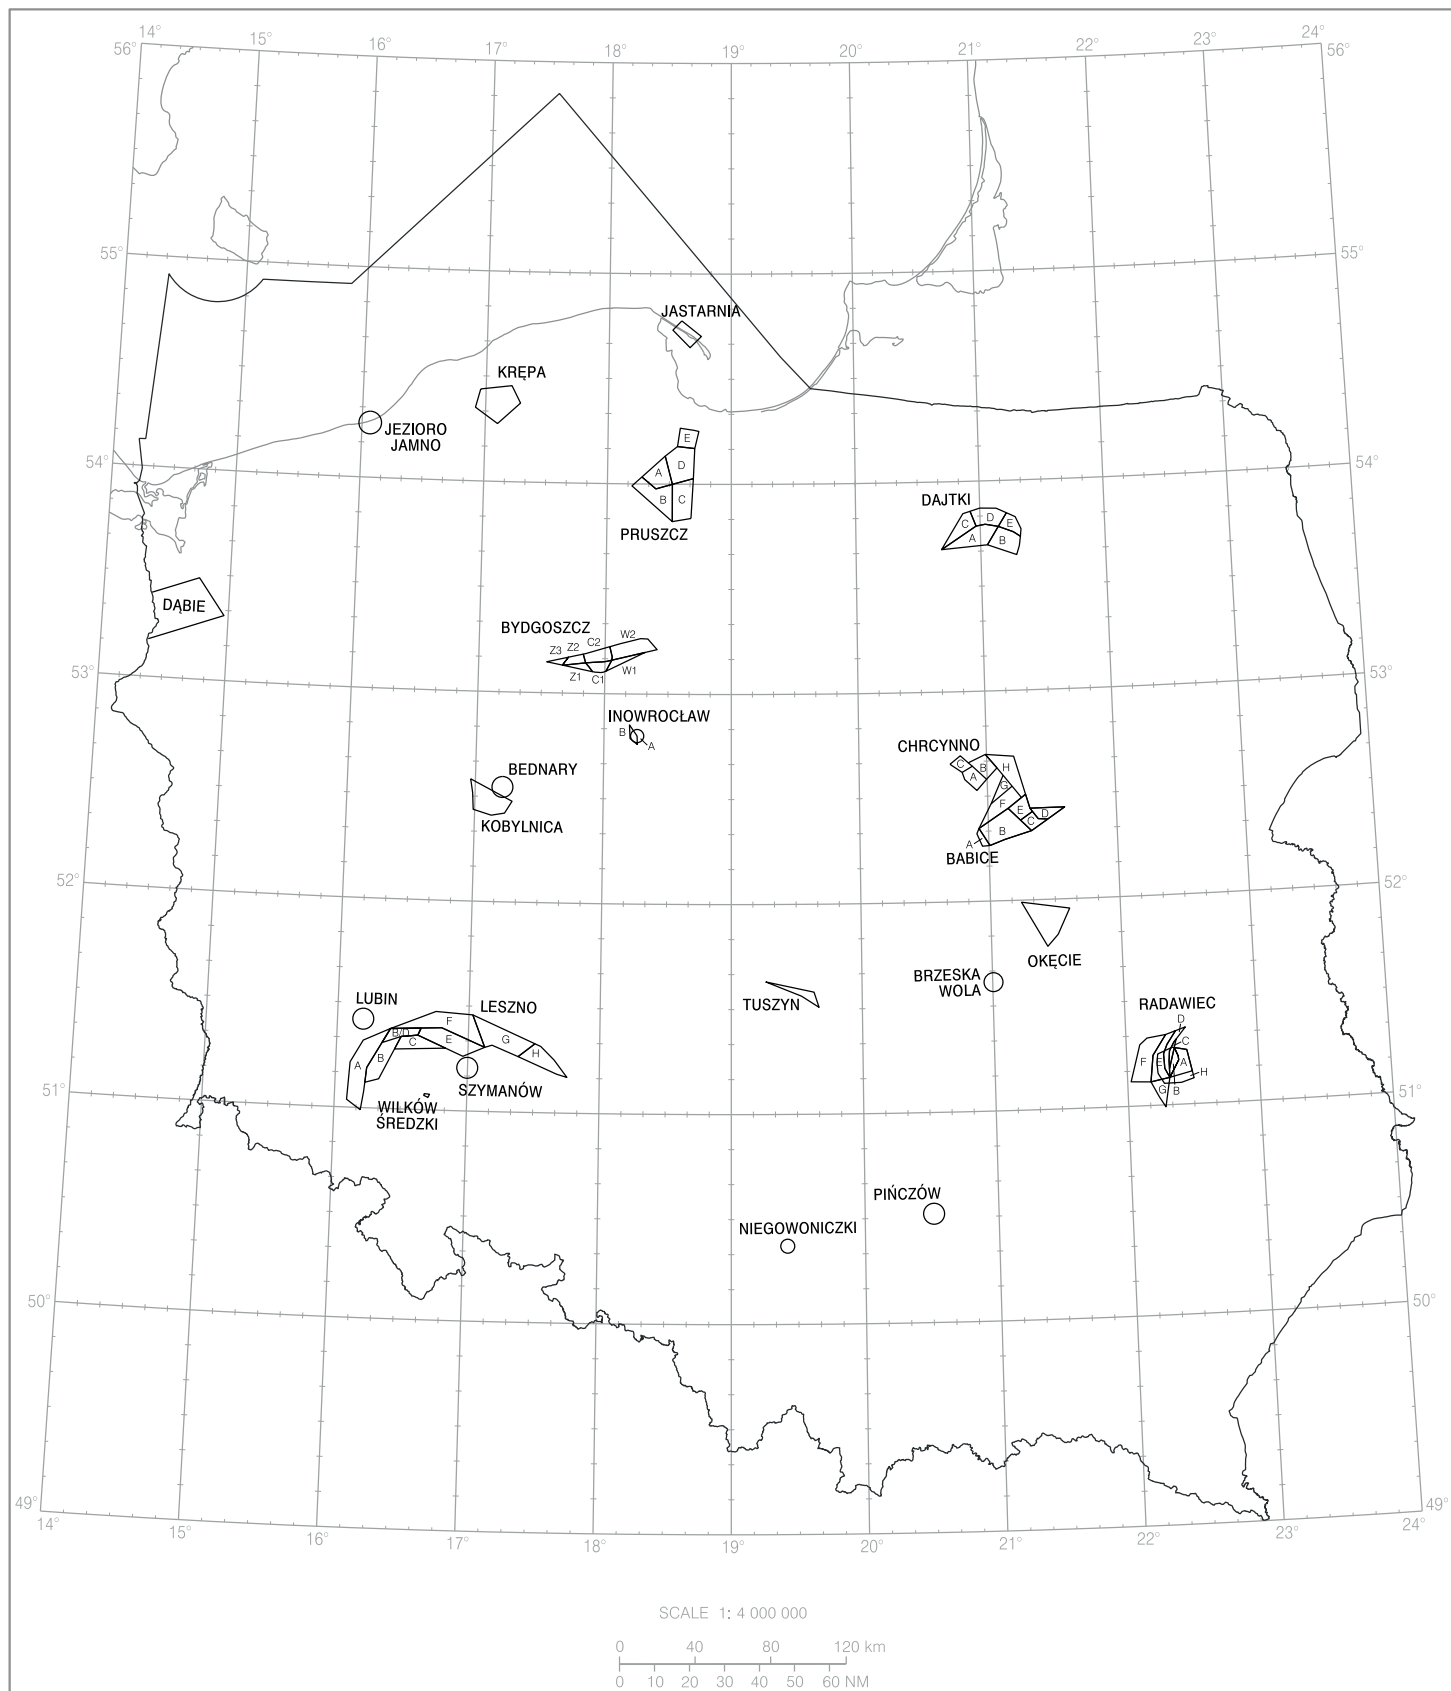 14°
15°
16°
17°
18°
19°
20°
21°
22°
23°
24°
56°
56°
55°
55°
JASTARNIA
KRĘPA
JEZIORO
JAMNO
E
A
D
B
C
PRUSZCZ
54°
54°
DAJTKI
C
D
E
A
B
DĄBIE
BYDGOSZCZ
W2
C2
Z2
Z3
Z1
C1
W1
53°
53°
INOWROCŁAW
B
A
CHRCYNNO
C
B
H
A
G
BEDNARY
KOBYLNICA
F
E
D
C
B
A
BABICE
52°
52°
OKĘCIE
BRZESKA
WOLA
TUSZYN
RADAWIEC
D
C
F
E
A
H
G
B
LUBIN
LESZNO
F
B/D
C
E
G
H
A
B
SZYMANÓW
WILKÓW
ŚREDZKI
51°
51°
PIŃCZÓW
NIEGOWONICZKI
50°
50°
49°
49°
14°
15°
16°
17°
18°
19°
20°
21°
22°
23°
24°
SCALE 1: 4 000 000
0 40 80 120 km
0 10 20 30 40 50 60 NM